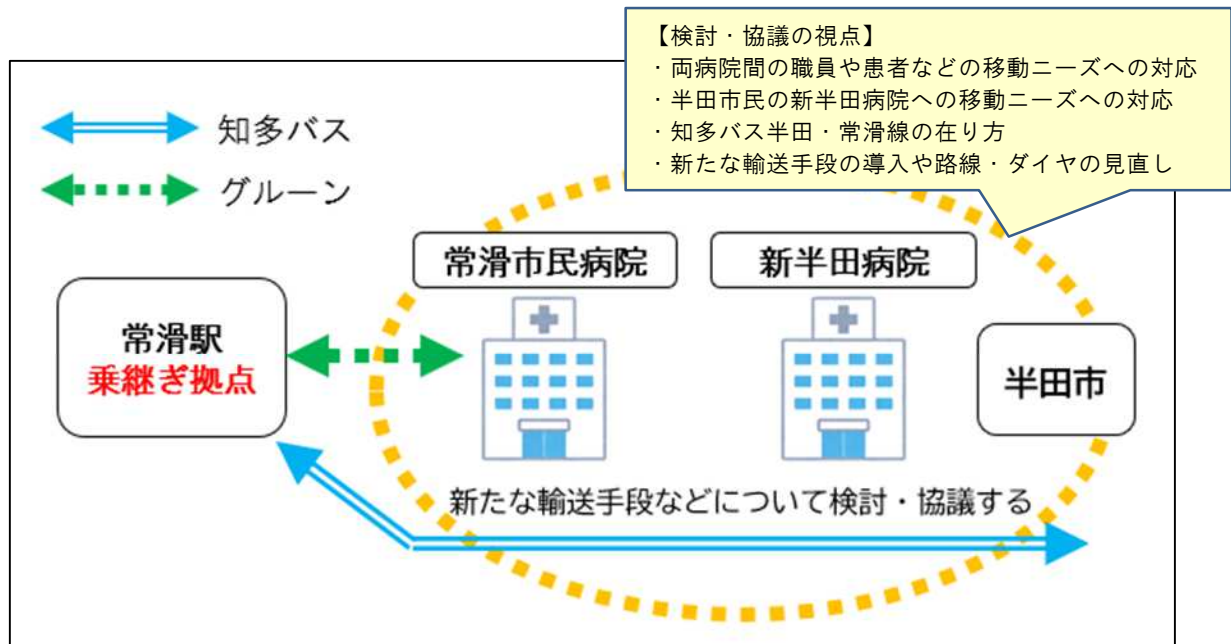 【検討・協議の視点】
・両病院間の職員や患者などの移動ニーズへの対応
・半田市民の新半田病院への移動ニーズへの対応
・知多バス半田・常滑線の在り方
・新たな輸送手段の導入や路線・ダイヤの見直し
知多バス
グルーン
常滑市民病院
新半田病院
常滑駅
乗継ぎ拠点
半田市
新たな輸送手段などについて検討・協議する